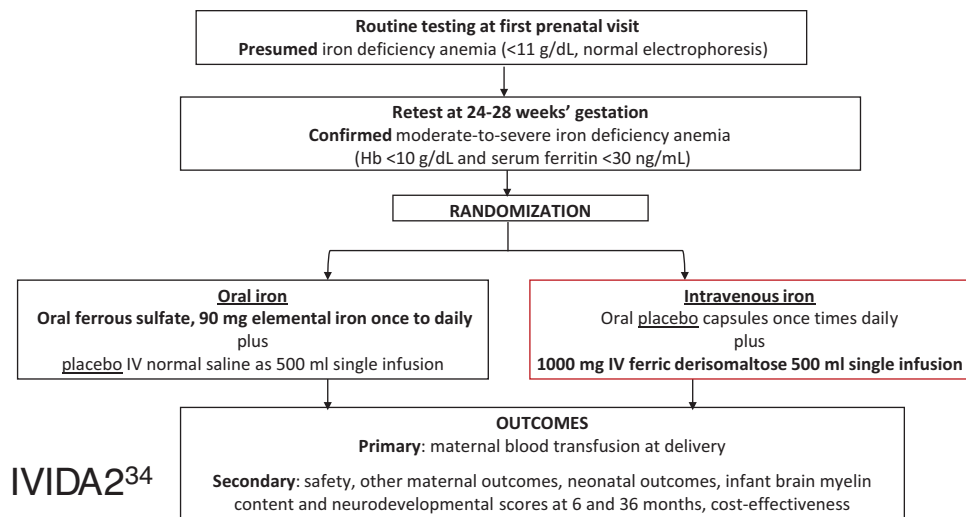 Routine testing at first prenatal visit
Presumed iron deficiency anemia (<11 g/dL, normal electrophoresis)
Retest at 24-28 weeks' gestation
Confirmed moderate-to-severe iron deficiency anemia
(Hb <10 g/dL and serum ferritin <30 ng/mL)
RANDOMIZATION
Oral iron
Oral ferrous sulfate, 90 mg elemental iron once to daily
plus
placebo IV normal saline as 500 ml single infusion
Intravenous iron
Oral placebo capsules once times daily
plus
1000 mg IV ferric derisomaltose 500 ml single infusion
OUTCOMES
Primary: maternal blood transfusion at delivery
Secondary: safety, other maternal outcomes, neonatal outcomes, infant brain myelin
content and neurodevelopmental scores at 6 and 36 months, cost-effectiveness
IVIDA2³⁴